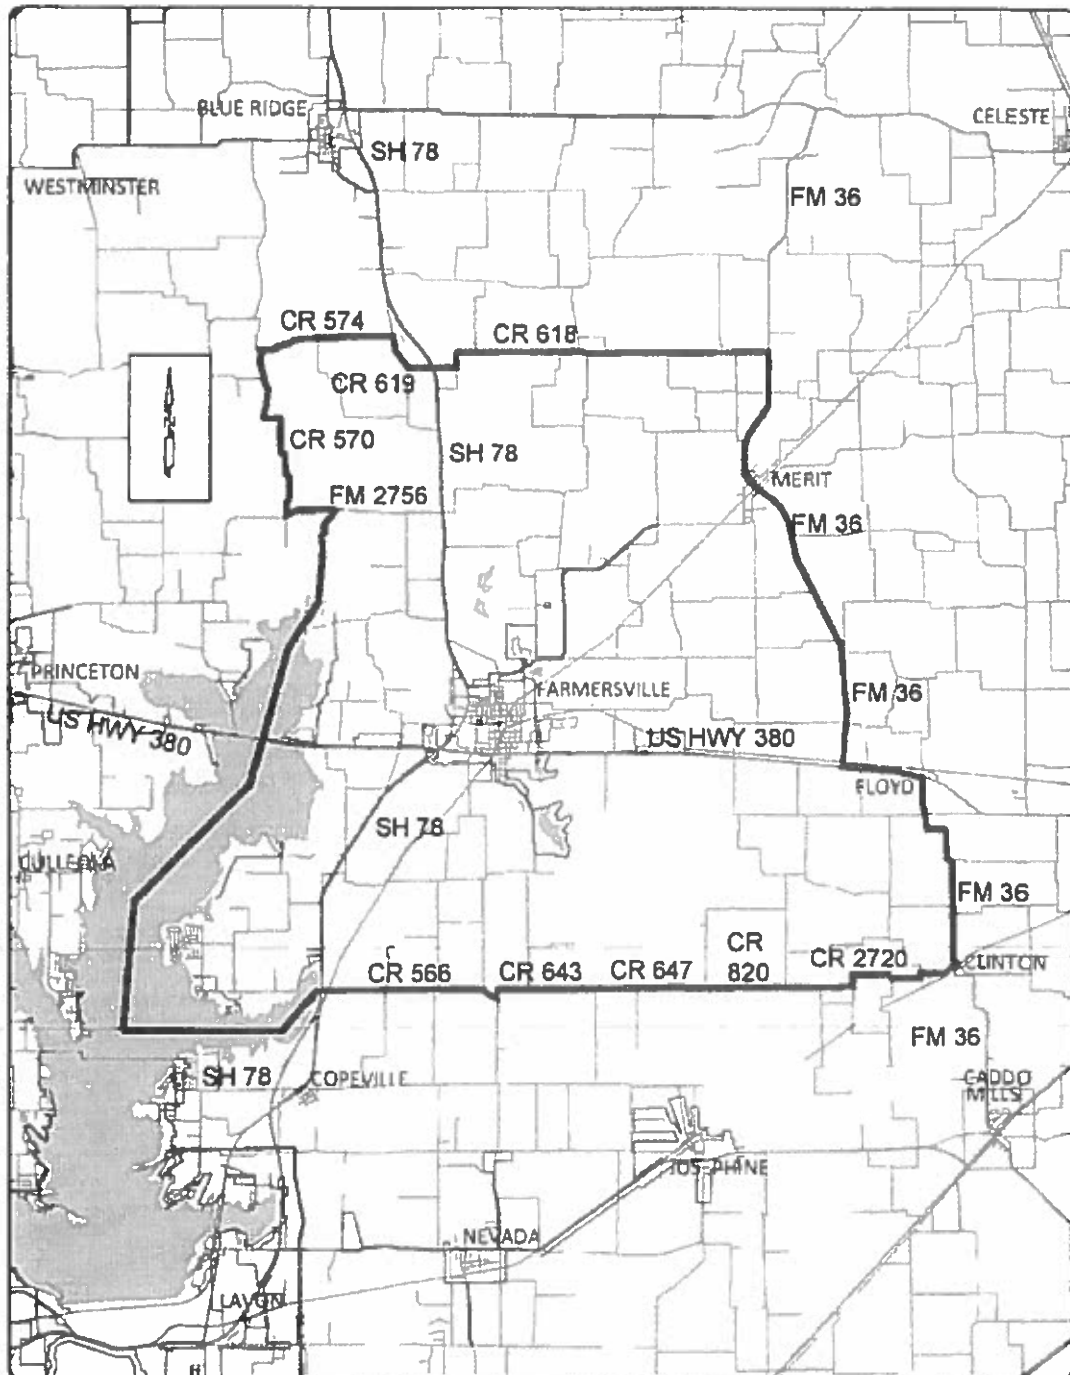 BLUE RIDGE
CELESTE
SH 78
WESTMINSTER
FM 36
CR 574
CR 618
CR 619
CR 570
SH 78
N
MERIT
FM 2756
FM 36
PRINCETON
FARMERSVILLE
FM 36
US HWY 380
US HWY 380
FLOYD
SH 78
CULLEOKA
FM 36
CR 566
CR 643
CR 647
CR
820
CR 2720
CLINTON
FM 36
SH 78
COPEVILLE
CADDO
MILLS
JOSEPHINE
NEVADA
LAVON